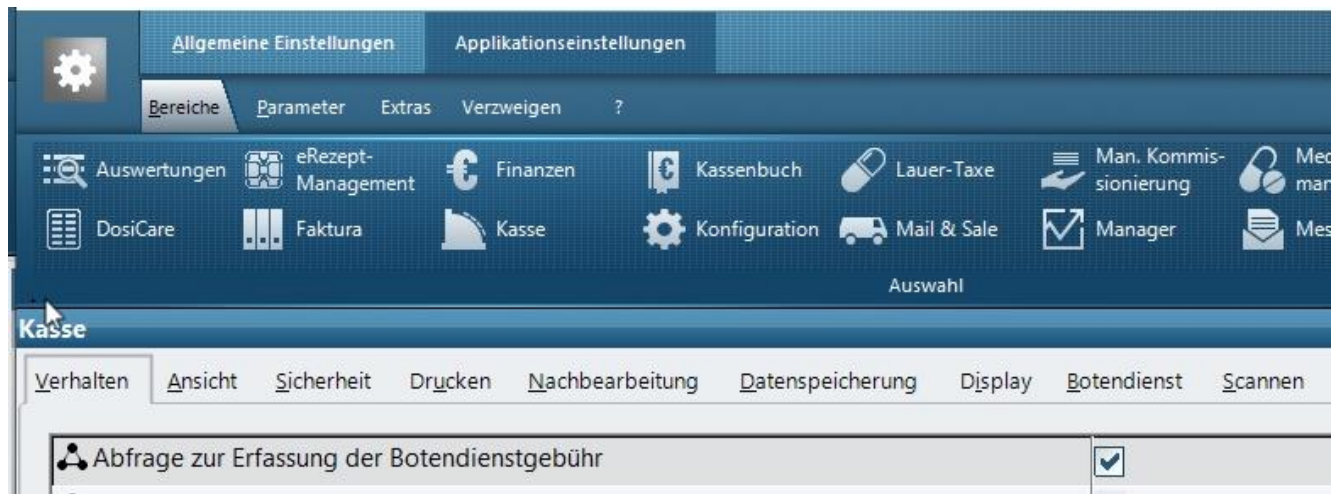 Allgemeine Einstellungen Applikationseinstellungen
Bereiche Parameter Extras Verzweigen ?
Auswertungen eRezept- Management Finanzen Kassenbuch Lauer-Taxe Man. Kommis- sionierung
DosiCare Faktura Kasse Konfiguration Mail & Sale Manager
Auswahl
Kasse
Verhalten Ansicht Sicherheit Drucken Nachbearbeitung Datenspeicherung Display Botendienst Scannen
Abfrage zur Erfassung der Botendienstgebühr